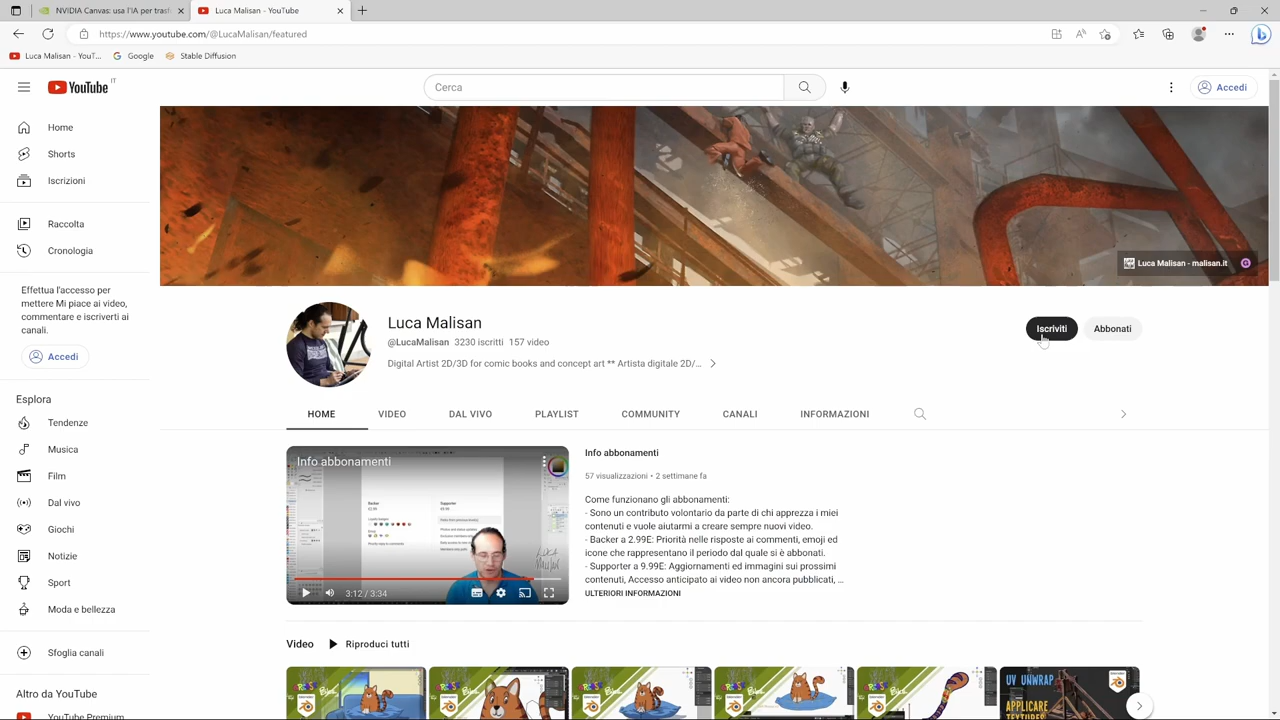 NVIDIA Canvas: usa l'IA per trasf
Luca Malisan - YouTube
https://www.youtube.com/@LucaMalisan/featured
Luca Malisan - YouT...
Google
Stable Diffusion
YouTube IT
Cerca
Accedi
Home
Shorts
Iscrizioni
Raccolta
Cronologia
Effettua l'accesso per
mettere Mi piace ai video,
commentare e iscriverti ai
canali.
Accedi
Esplora
Tendenze
Musica
Film
Dal vivo
Giochi
Notizie
Sport
Moda e bellezza
Sfoglia canali
Altro da YouTube
YouTube Premium
Luca Malisan - malisan.it
Luca Malisan
@LucaMalisan 3230 iscritti 157 video
Digital Artist 2D/3D for comic books and concept art ** Artista digitale 2D/...
Iscriviti
Abbonati
HOME
VIDEO
DAL VIVO
PLAYLIST
COMMUNITY
CANALI
INFORMAZIONI
Info abbonamenti
3:12 / 3:34
Info abbonamenti
57 visualizzazioni • 2 settimane fa
Come funzionano gli abbonamenti:
- Sono un contributo volontario da parte di chi apprezza i miei
contenuti e vuole aiutarmi a creare sempre nuovi video.
- Backer a 2.99E: Priorità nelle risposte ai commenti, emoji ed
icone che rappresentano il periodo dal quale si è abbonati.
- Supporter a 9.99E: Aggiornamenti ed immagini sui prossimi
contenuti, Accesso anticipato ai video non ancora pubblicati, ...
ULTERIORI INFORMAZIONI
Video
Riproduci tutti
UV UNWRAP
APPLICARE